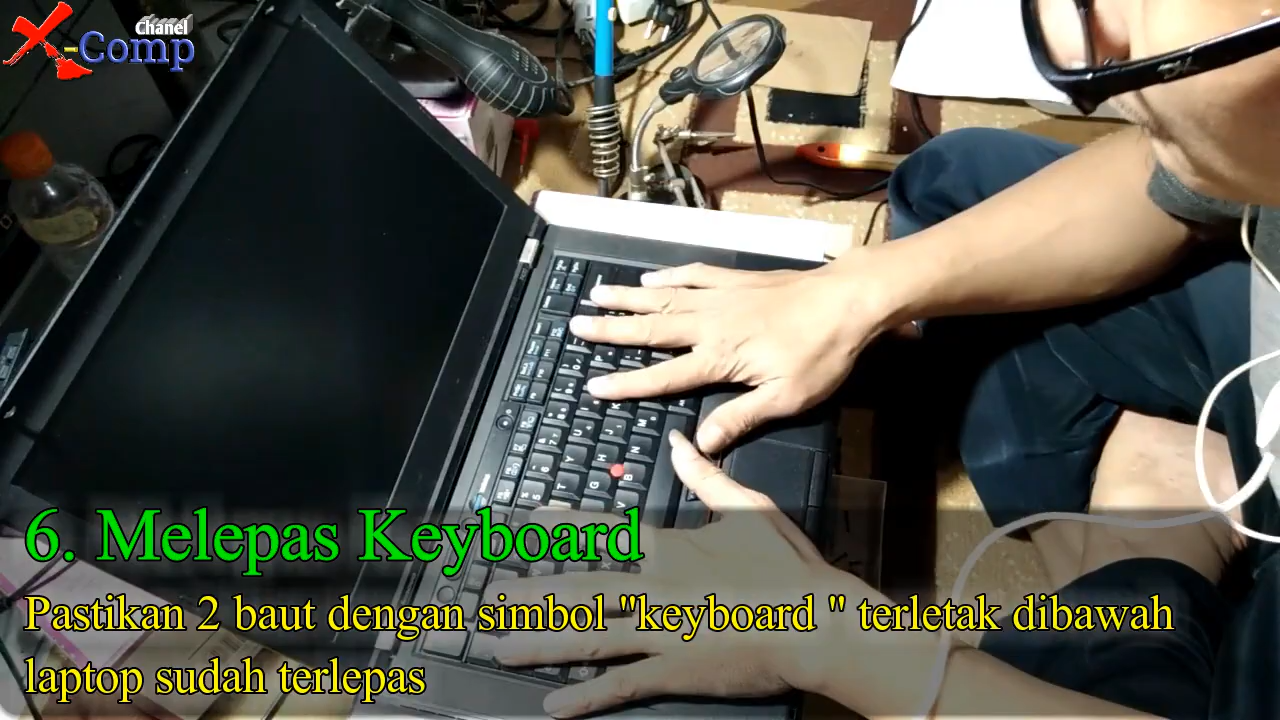 Chanel
X-Comp
6. Melepas Keyboard
Pastikan 2 baut dengan simbol "keyboard " terletak dibawah
laptop sudah terlepas